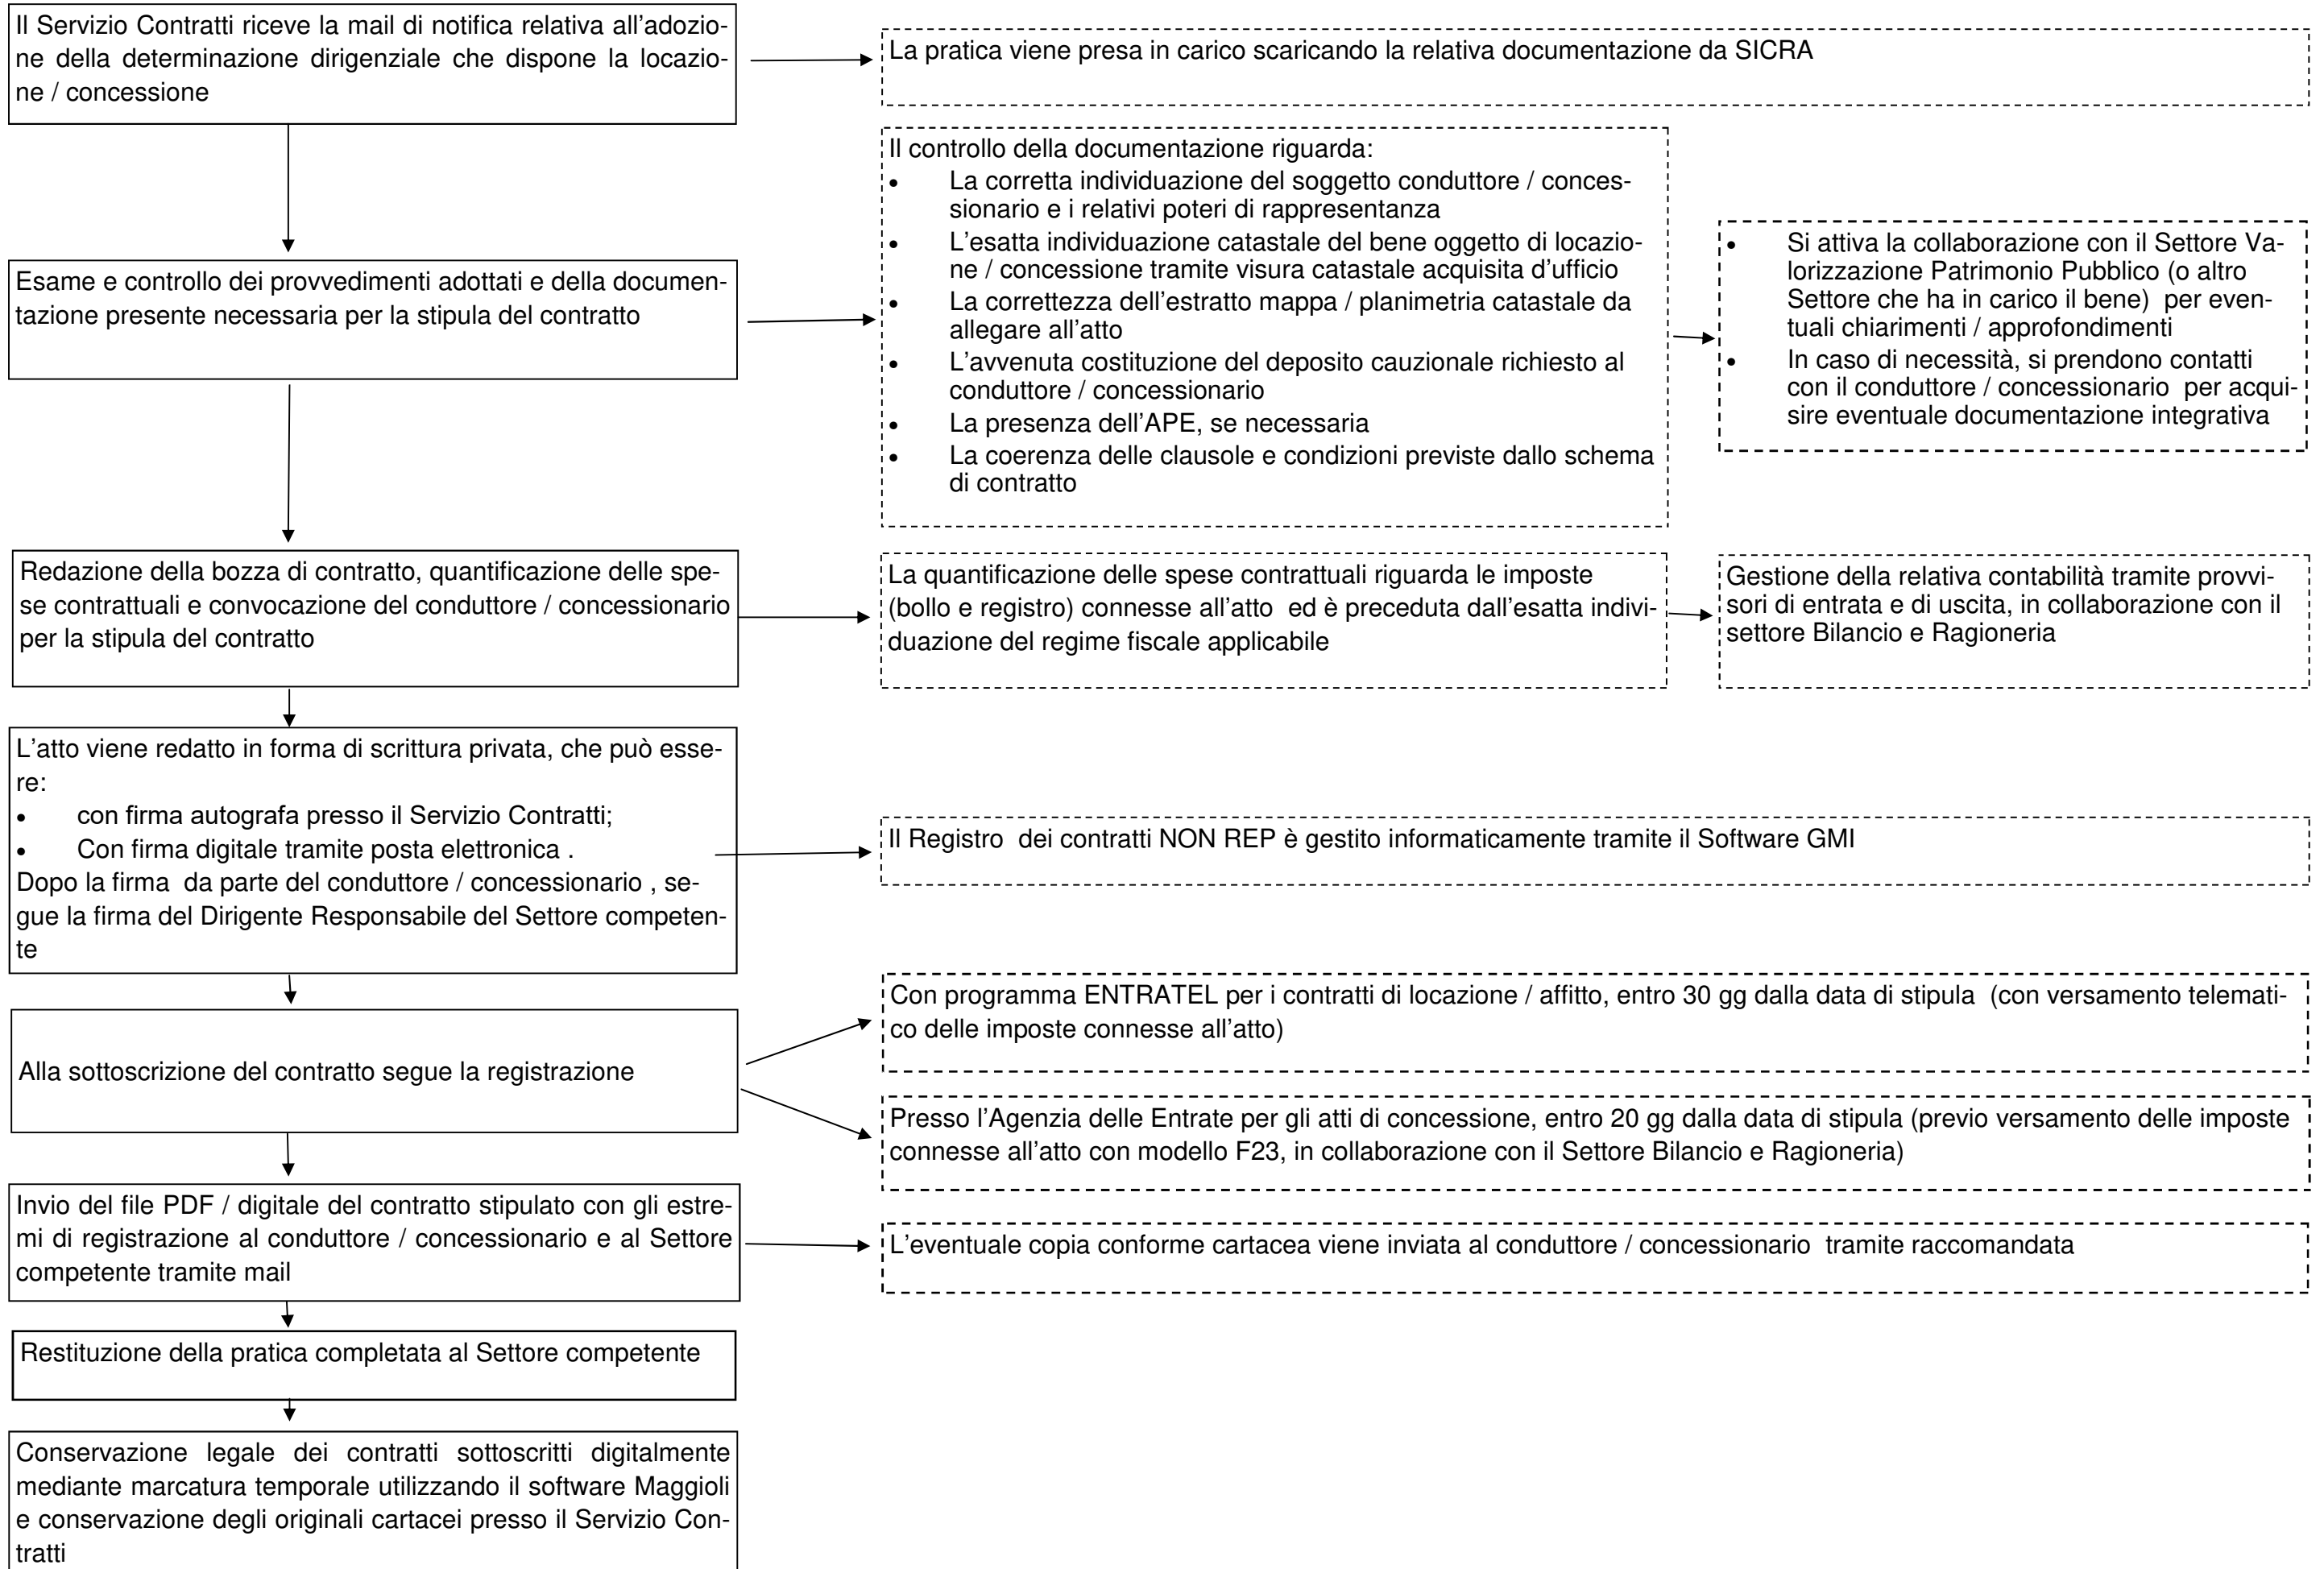 Il Servizio Contratti riceve la mail di notifica relativa all’adozio-
ne della determinazione dirigenziale che dispone la locazio-
ne / concessione
La pratica viene presa in carico scaricando la relativa documentazione da SICRA
Esame e controllo dei provvedimenti adottati e della documen-
tazione presente necessaria per la stipula del contratto
Il controllo della documentazione riguarda:
• La corretta individuazione del soggetto conduttore / conces-
sionario e i relativi poteri di rappresentanza
• L’esatta individuazione catastale del bene oggetto di locazio-
ne / concessione tramite visura catastale acquisita d’ufficio
• La correttezza dell’estratto mappa / planimetria catastale da
allegare all’atto
• L’avvenuta costituzione del deposito cauzionale richiesto al
conduttore / concessionario
• La presenza dell’APE, se necessaria
• La coerenza delle clausole e condizioni previste dallo schema
di contratto
• Si attiva la collaborazione con il Settore Va-
lorizzazione Patrimonio Pubblico (o altro
Settore che ha in carico il bene)  per even-
tuali chiarimenti / approfondimenti
• In caso di necessità, si prendono contatti
con il conduttore / concessionario  per acqui-
sire eventuale documentazione integrativa
Redazione della bozza di contratto, quantificazione delle spe-
se contrattuali e convocazione del conduttore / concessionario
per la stipula del contratto
La quantificazione delle spese contrattuali riguarda le imposte
(bollo e registro) connesse all’atto  ed è preceduta dall’esatta indivi-
duazione del regime fiscale applicabile
Gestione della relativa contabilità tramite provvi-
sori di entrata e di uscita, in collaborazione con il
settore Bilancio e Ragioneria
L’atto viene redatto in forma di scrittura privata, che può esse-
re:
• con firma autografa presso il Servizio Contratti;
• Con firma digitale tramite posta elettronica .
Dopo la firma  da parte del conduttore / concessionario , se-
gue la firma del Dirigente Responsabile del Settore competen-
te
Il Registro  dei contratti NON REP è gestito informaticamente tramite il Software GMI
Alla sottoscrizione del contratto segue la registrazione
Con programma ENTRATEL per i contratti di locazione / affitto, entro 30 gg dalla data di stipula  (con versamento telemati-
co delle imposte connesse all’atto)
Presso l’Agenzia delle Entrate per gli atti di concessione, entro 20 gg dalla data di stipula (previo versamento delle imposte
connesse all’atto con modello F23, in collaborazione con il Settore Bilancio e Ragioneria)
Invio del file PDF / digitale del contratto stipulato con gli estre-
mi di registrazione al conduttore / concessionario e al Settore
competente tramite mail
L’eventuale copia conforme cartacea viene inviata al conduttore / concessionario  tramite raccomandata
Restituzione della pratica completata al Settore competente
Conservazione legale dei contratti sottoscritti digitalmente
mediante marcatura temporale utilizzando il software Maggioli
e conservazione degli originali cartacei presso il Servizio Con-
tratti